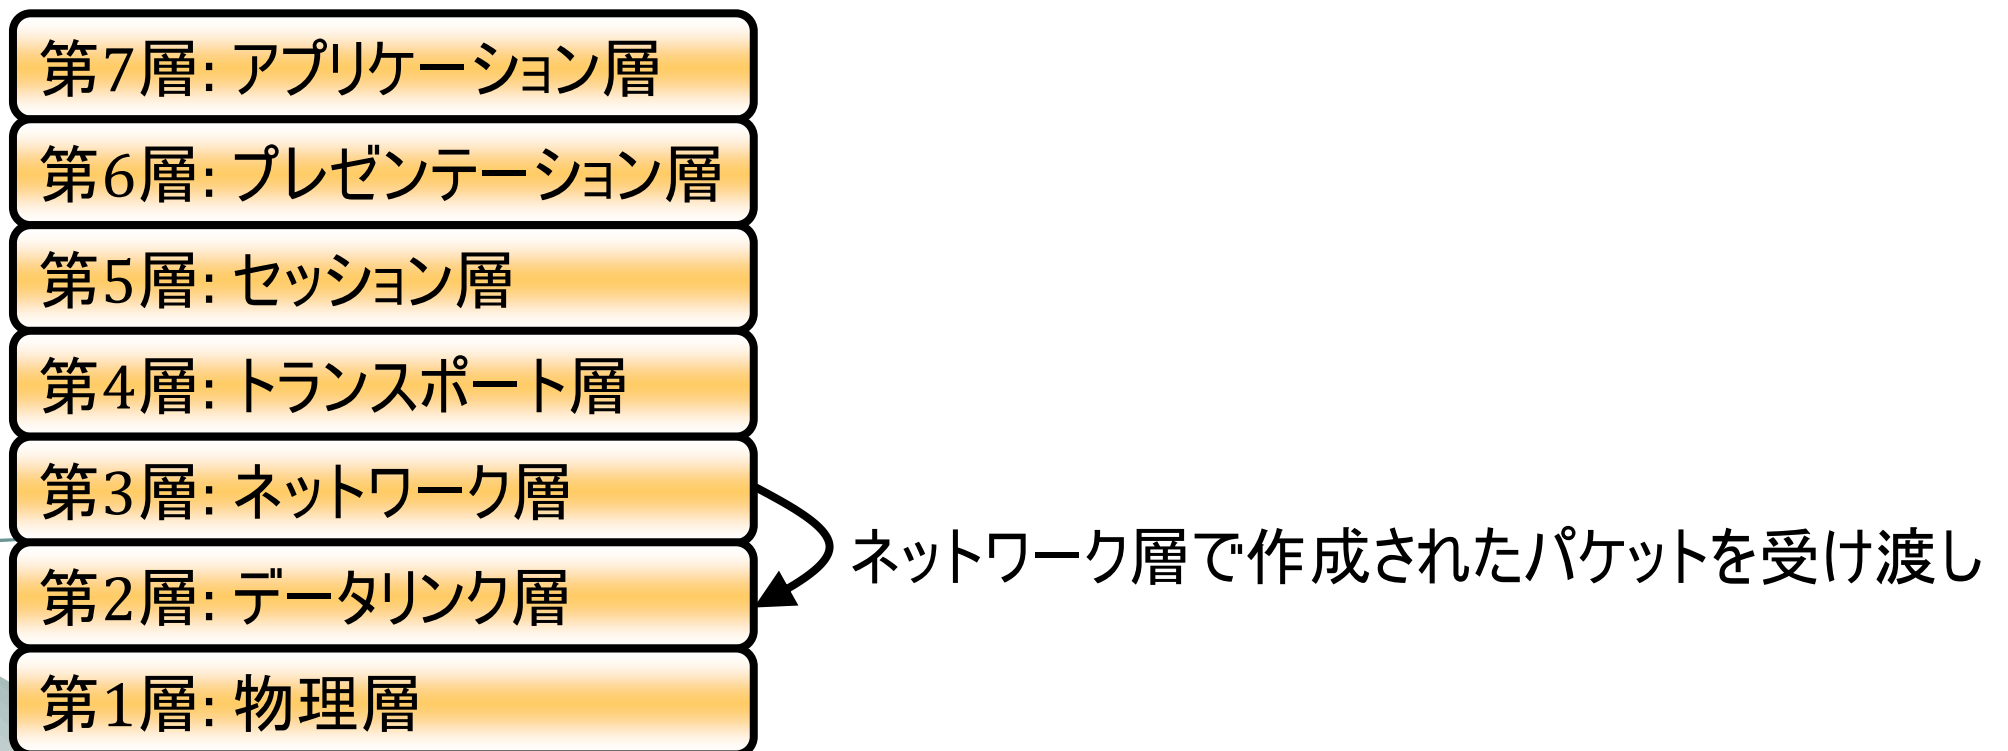 第7層: アプリケーション層
第6層: プレゼンテーション層
第5層: セッション層
第4層: トランスポート層
第3層: ネットワーク層
ネットワーク層で作成されたパケットを受け渡し
第2層: データリンク層
第1層: 物理層